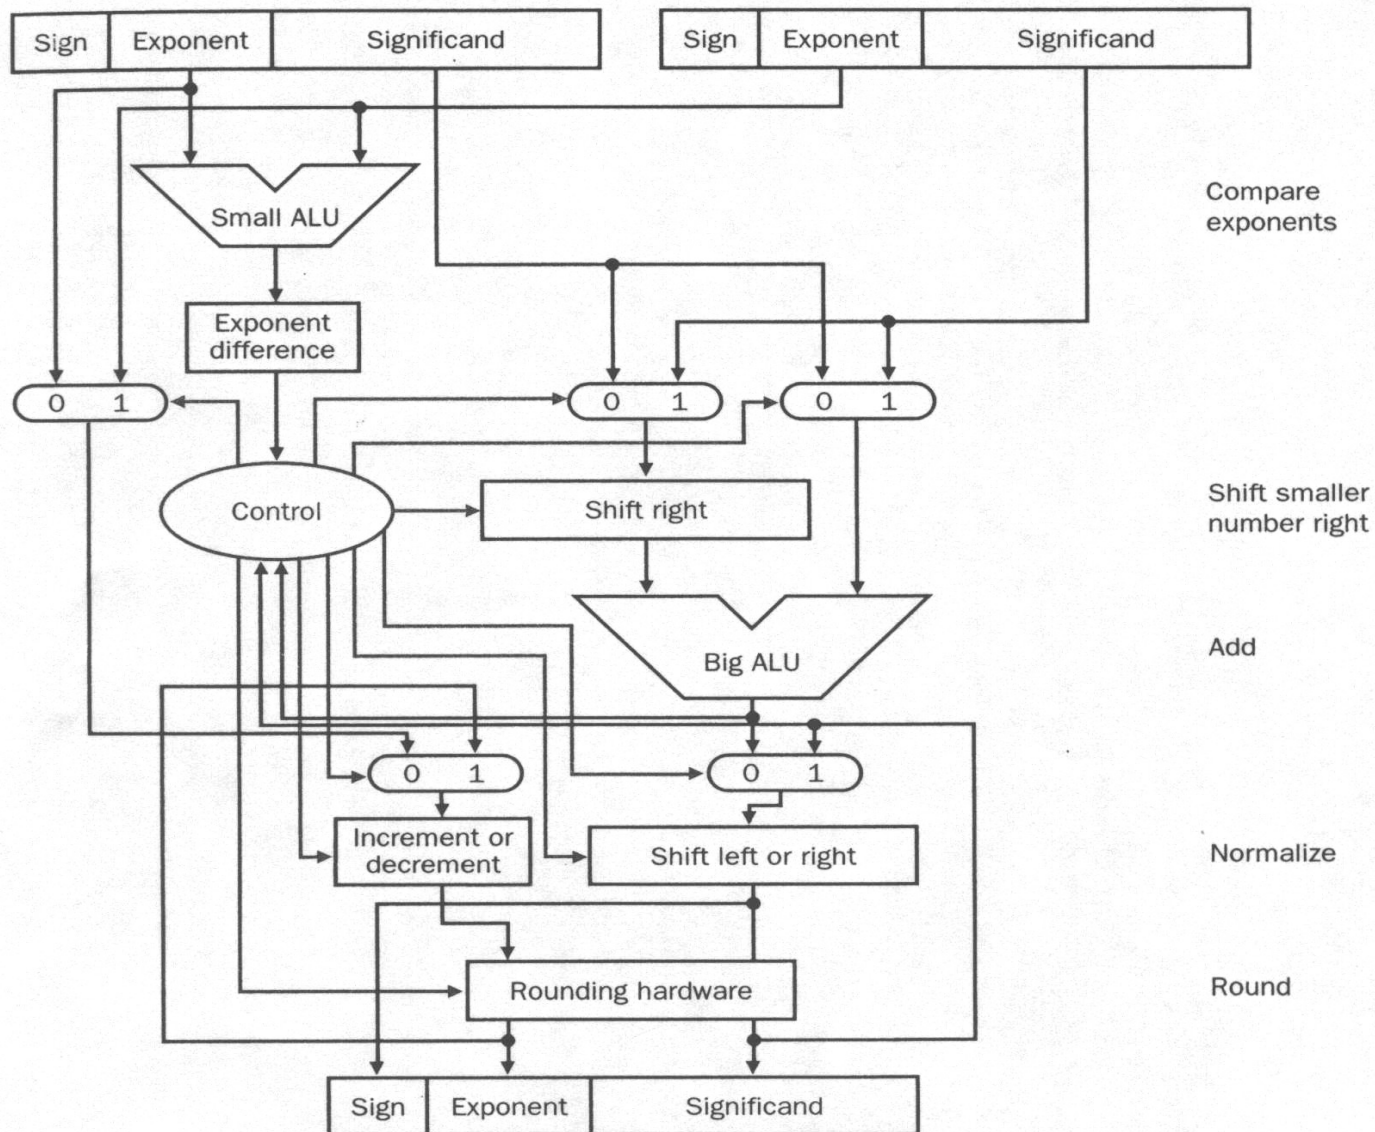 Sign Exponent Significand Sign Exponent Significand
Small ALU
Compare
exponents
Exponent
difference
0 1 0 1 0 1
Control
Shift right
Shift smaller
number right
Big ALU
Add
0 1 0 1
Increment or
decrement
Shift left or right
Normalize
Rounding hardware
Round
Sign Exponent Significand